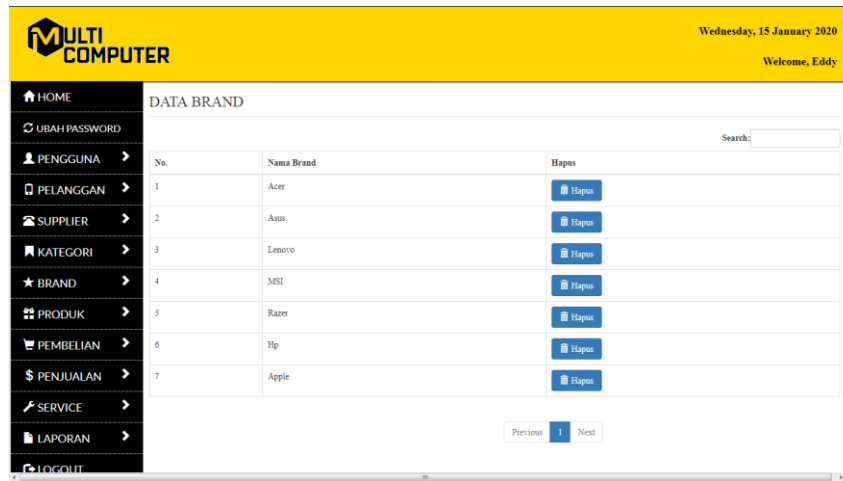 MULTI
COMPUTER
Wednesday, 15 January 2020
Welcome, Eddy
HOME
UBAH PASSWORD
PENGGUNA
PELANGGAN
SUPPLIER
KATEGORI
BRAND
PRODUK
PEMBELIAN
$ PENJUALAN
SERVICE
LAPORAN
LOGOUT
DATA BRAND
Search:
No. Nama Brand Hapus
1 Acer Hapus
2 Asus Hapus
3 Lenovo Hapus
4 MSI Hapus
5 Razer Hapus
6 Hp Hapus
7 Apple Hapus
Previous 1 Next